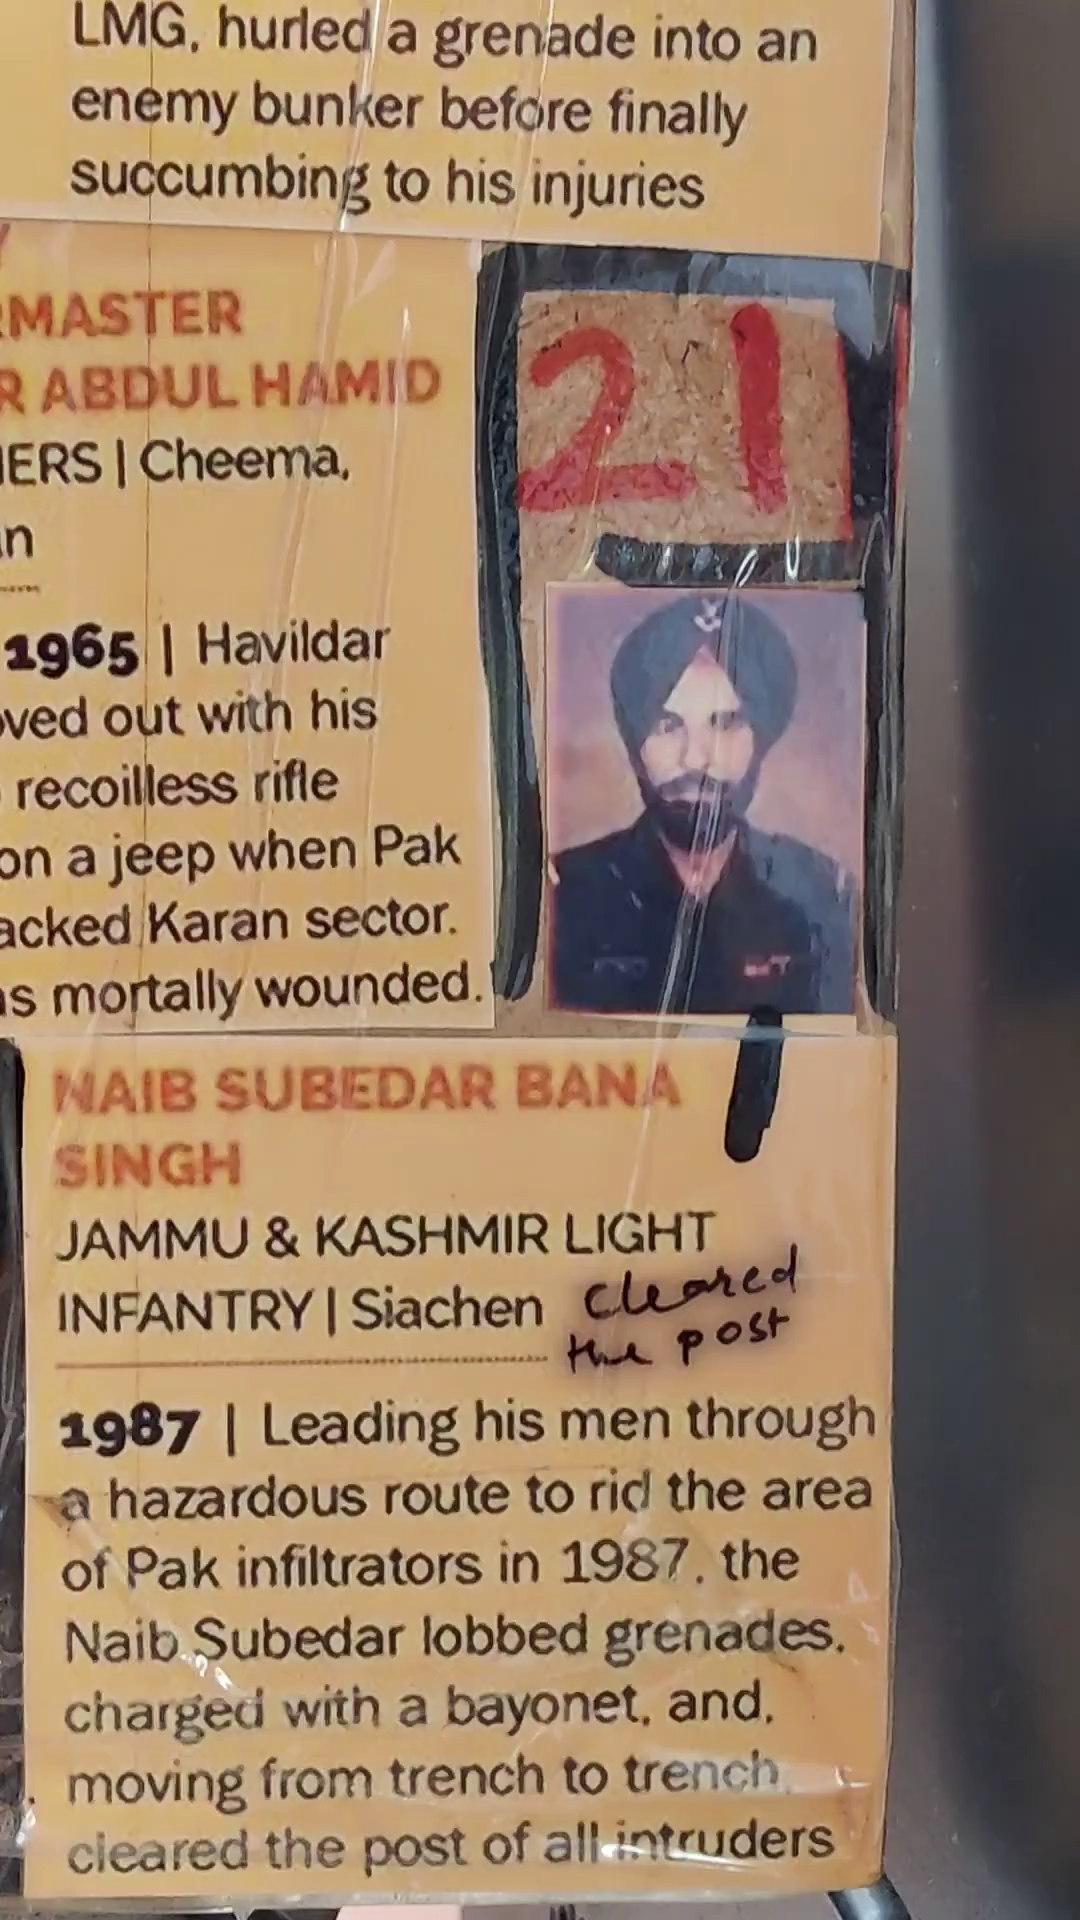 LMG, hurled a grenade into an
enemy bunker before finally
succumbing to his injuries
RMASTER
R ABDUL HAMID
IERS | Cheema,
an
1965 | Havildar
oved out with his
recoilless rifle
on a jeep when Pak
acked Karan sector.
as mortally wounded.
21
NAIB SUBEDAR BANA
SINGH
JAMMU & KASHMIR LIGHT
INFANTRY | Siachen
cleared
the post
1987 | Leading his men through
a hazardous route to rid the area
of Pak infiltrators in 1987, the
Naib Subedar lobbed grenades,
charged with a bayonet, and,
moving from trench to trench,
cleared the post of all intruders